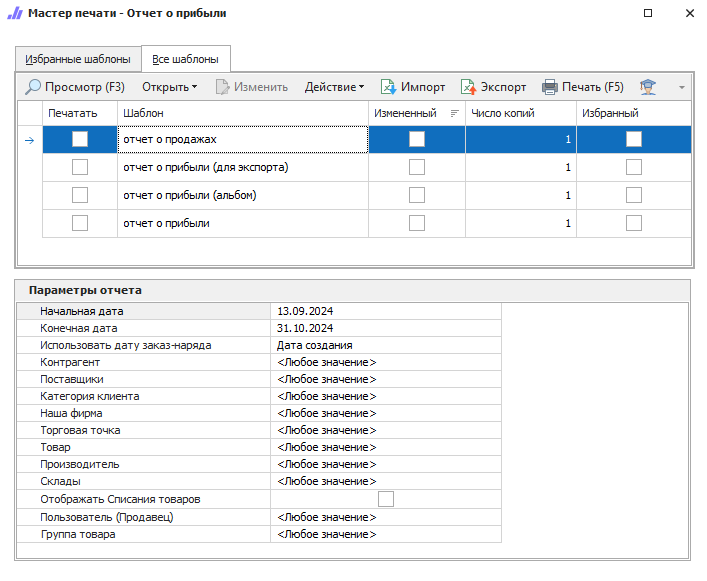 Мастер печати - Отчет о прибыли
Избранные шаблоны Все шаблоны
Просмотр (F3) Открыть Изменить Действие Импорт Экспорт Печать (F5)
Печатать Шаблон Измененный Число копий Избранный
отчет о продажах 1
отчет о прибыли (для экспорта) 1
отчет о прибыли (альбом) 1
отчет о прибыли 1
Параметры отчета
Начальная дата 13.09.2024
Конечная дата 31.10.2024
Использовать дату заказ-наряда Дата создания
Контрагент <Любое значение>
Поставщики <Любое значение>
Категория клиента <Любое значение>
Наша фирма <Любое значение>
Торговая точка <Любое значение>
Товар <Любое значение>
Производитель <Любое значение>
Склады <Любое значение>
Отображать Списания товаров
Пользователь (Продавец) <Любое значение>
Группа товара <Любое значение>